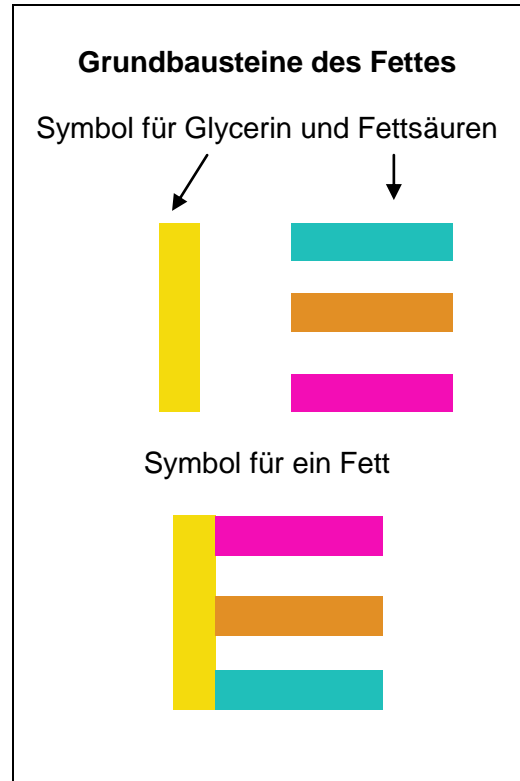 Grundbausteine des Fettes
Symbol für Glycerin und Fettsäuren
Symbol für ein Fett